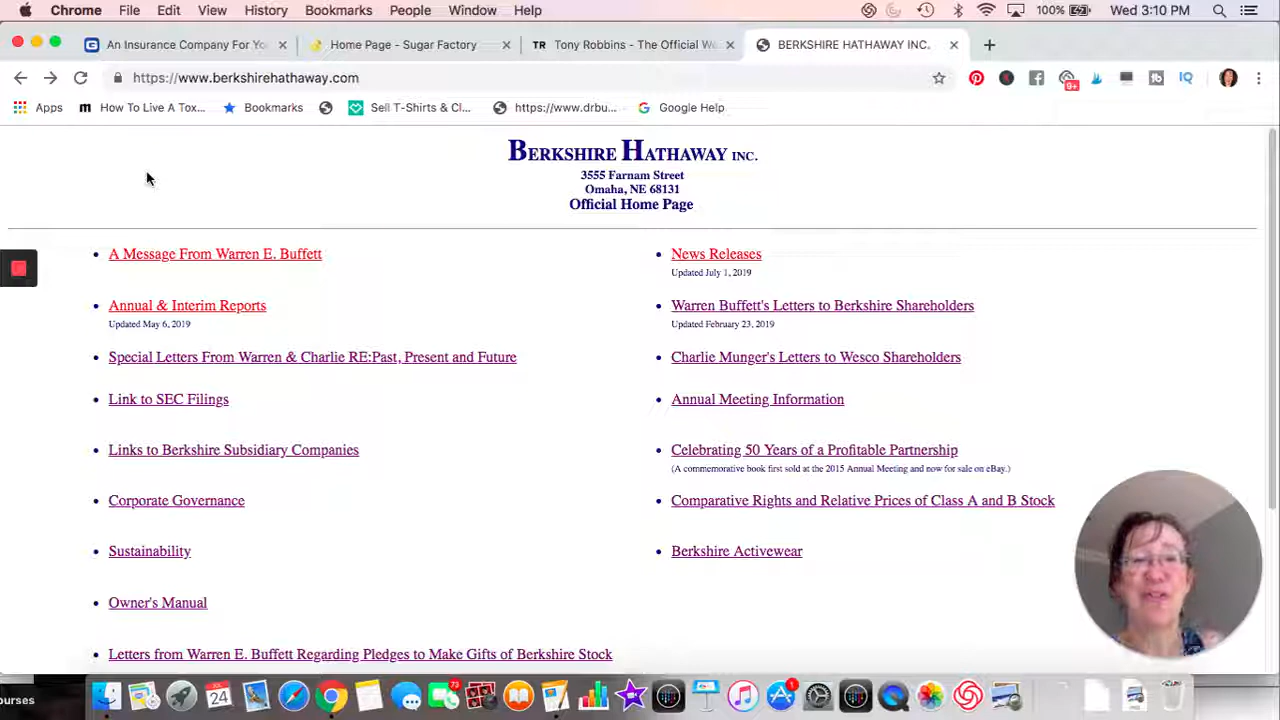 Chrome File Edit View History Bookmarks People Window Help 100% Wed 3:10 PM
An Insurance Company For Yo Home Page - Sugar Factory TR Tony Robbins - The Official We BERKSHIRE HATHAWAY INC.
https://www.berkshirehathaway.com 9+
Apps m How To Live A Tox... Bookmarks Sell T-Shirts & Cl... https://www.drbu... Google Help
BERKSHIRE HATHAWAY INC.
3555 Farnam Street
Omaha, NE 68131
Official Home Page
A Message From Warren E. Buffett
News Releases
Updated July 1, 2019
Annual & Interim Reports
Updated May 6, 2019
Warren Buffett's Letters to Berkshire Shareholders
Updated February 23, 2019
Special Letters From Warren & Charlie RE:Past, Present and Future
Charlie Munger's Letters to Wesco Shareholders
Link to SEC Filings
Annual Meeting Information
Links to Berkshire Subsidiary Companies
Celebrating 50 Years of a Profitable Partnership
(A commemorative book first sold at the 2015 Annual Meeting and now for sale on eBay.)
Corporate Governance
Comparative Rights and Relative Prices of Class A and B Stock
Sustainability
Berkshire Activewear
Owner's Manual
Letters from Warren E. Buffett Regarding Pledges to Make Gifts of Berkshire Stock
ourses 24 73 1